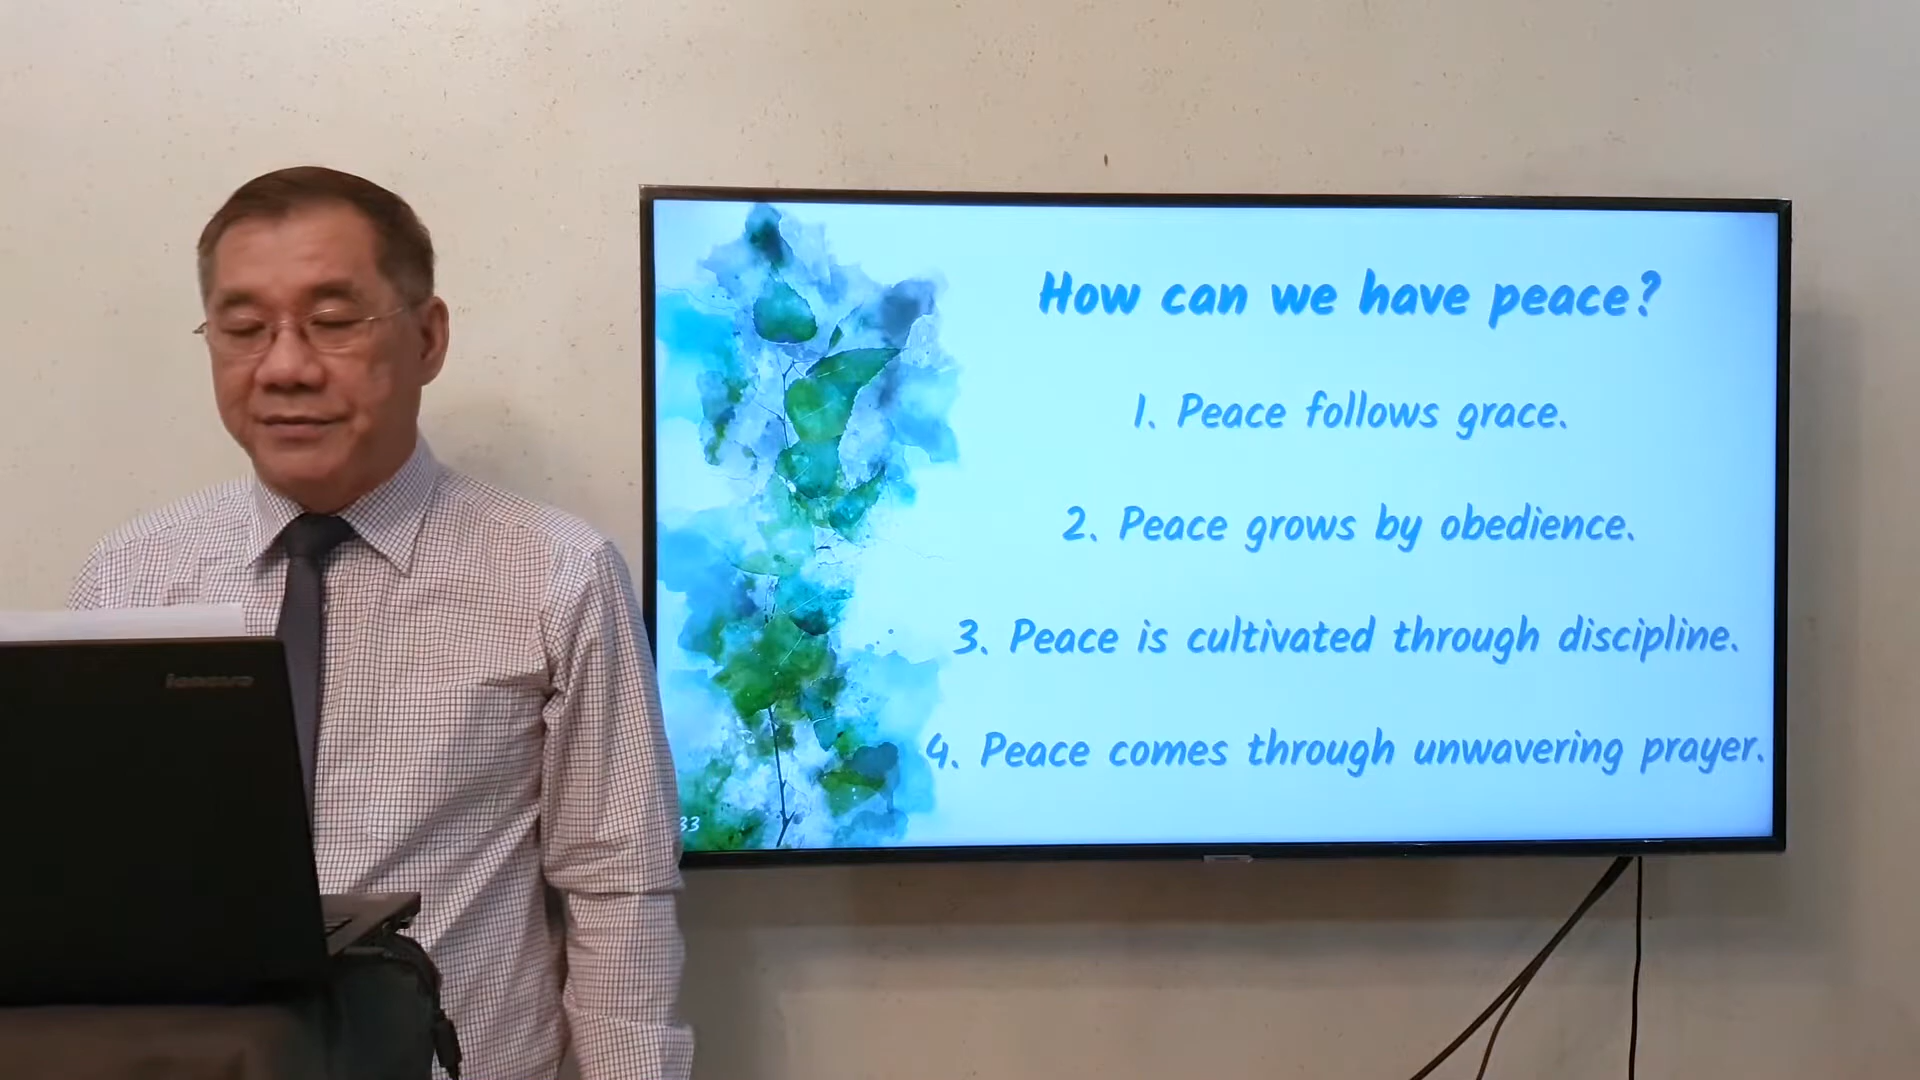 How can we have peace?
1. Peace follows grace.
2. Peace grows by obedience.
3. Peace is cultivated through discipline.
4. Peace comes through unwavering prayer.
33
lenovo